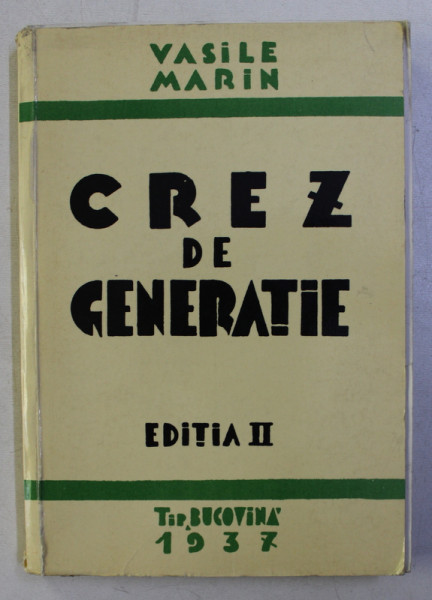 VASiLE
MARiN
CREZ
DE
GENERAȚiE
EDiȚiA II
TiP. „BUCOViNA”
1937